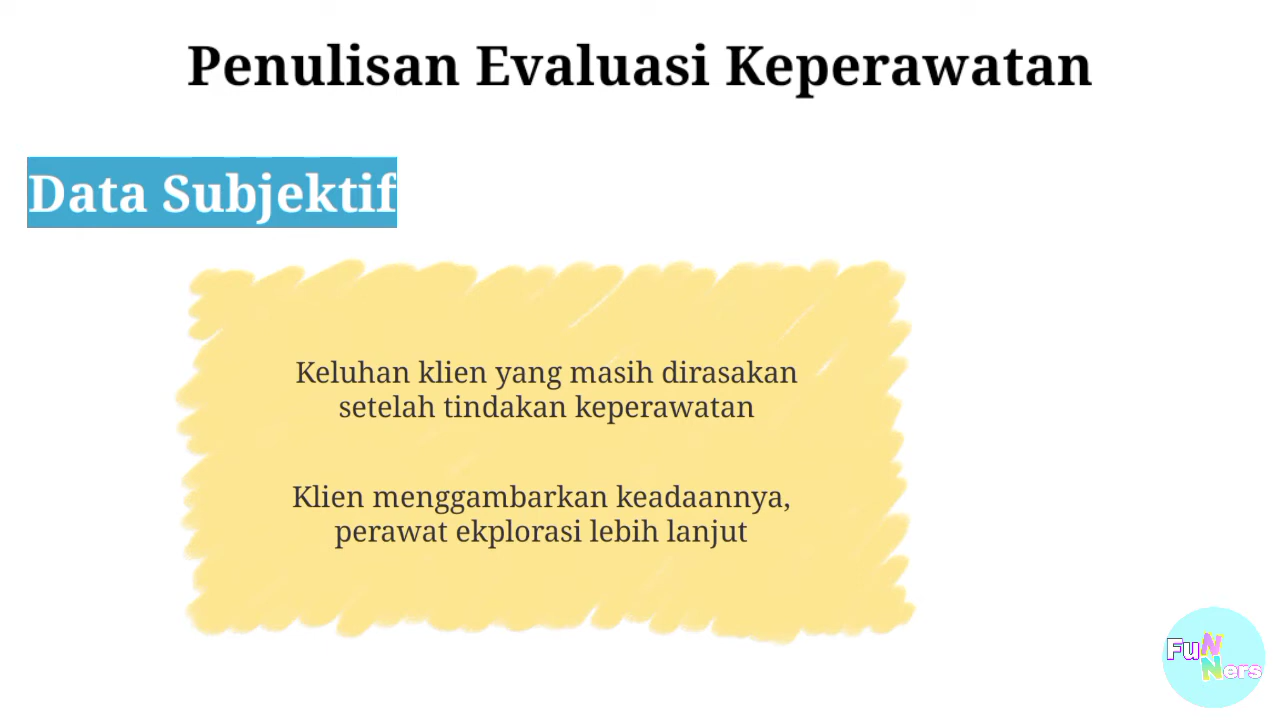 Penulisan Evaluasi Keperawatan
Data Subjektif
Keluhan klien yang masih dirasakan
setelah tindakan keperawatan
Klien menggambarkan keadaannya,
perawat ekplorasi lebih lanjut
FuN
Ners